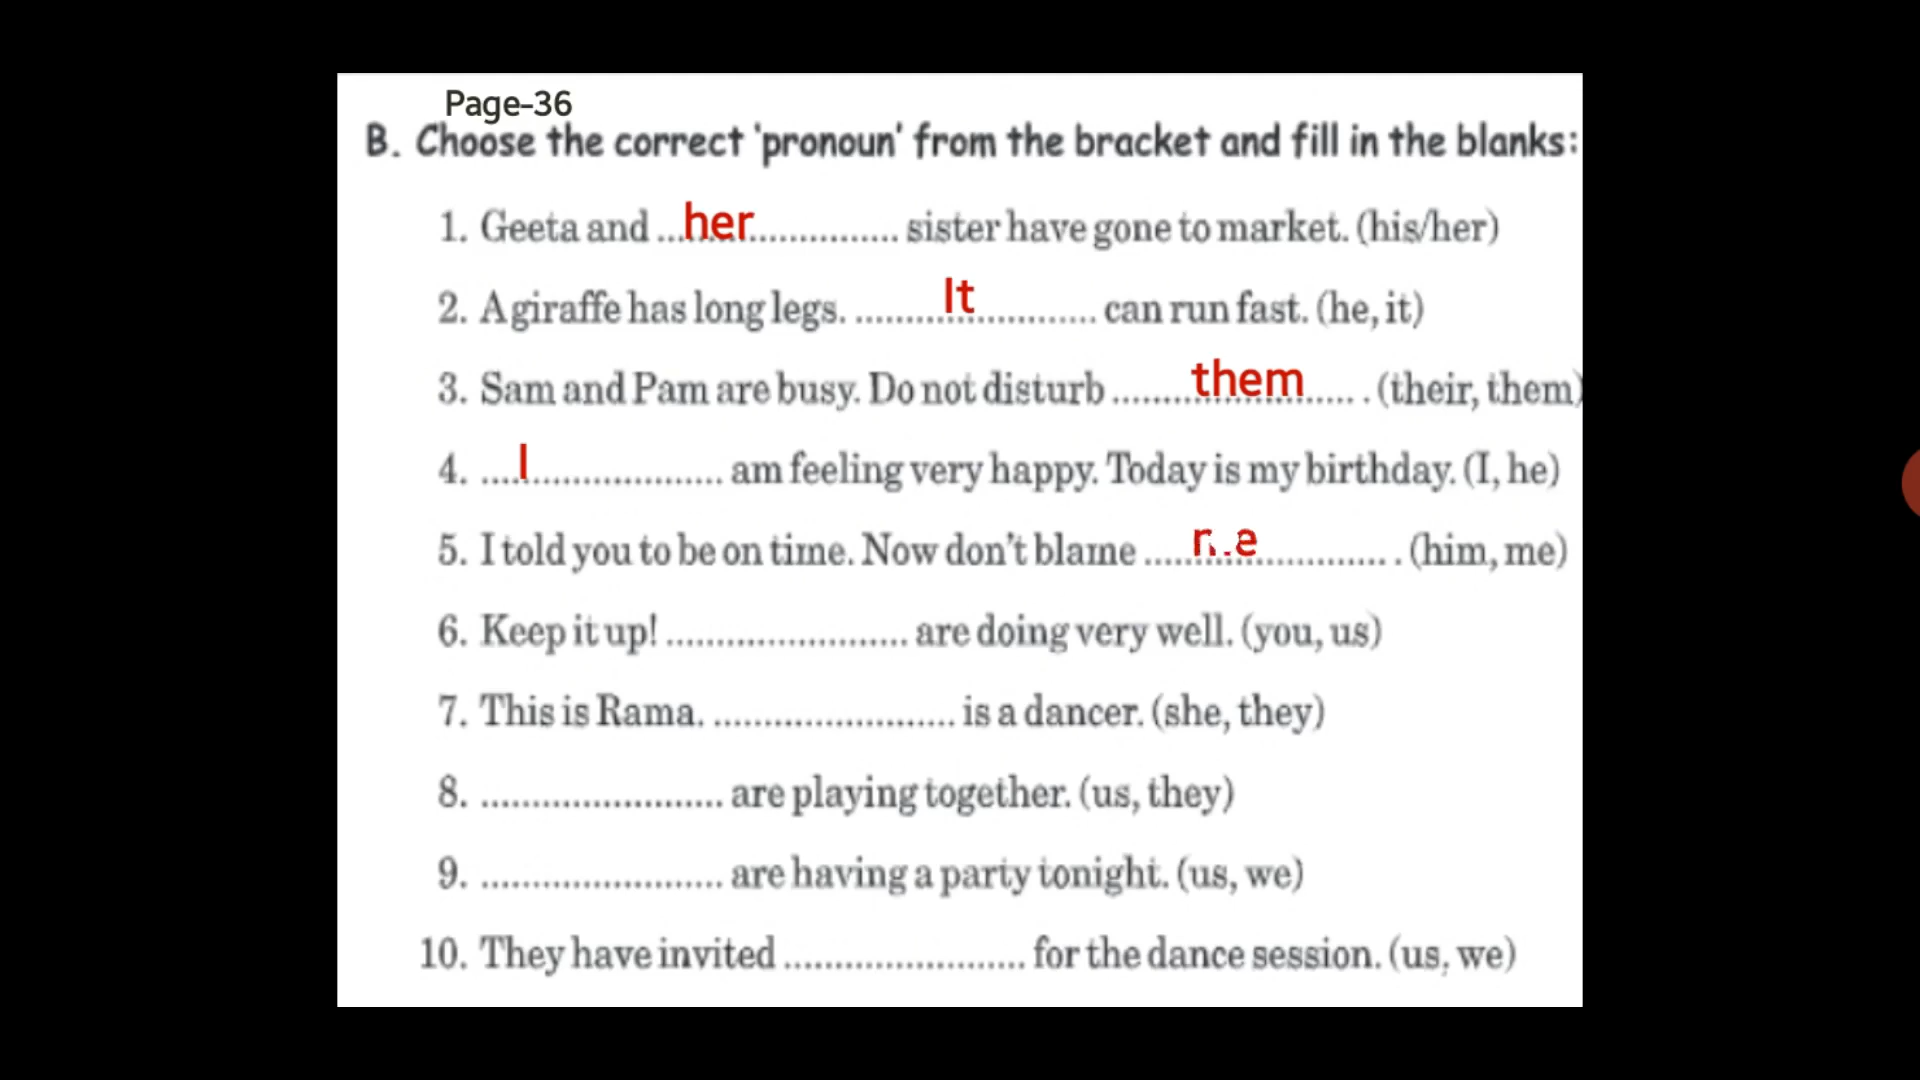 Page-36
B. Choose the correct 'pronoun' from the bracket and fill in the blanks:
1. Geeta and ...her.................. sister have gone to market. (his/her)
2. A giraffe has long legs. .........It.............. can run fast. (he, it)
3. Sam and Pam are busy. Do not disturb ........them...... . (their, them)
4. ....I................... am feeling very happy. Today is my birthday. (I, he)
5. I told you to be on time. Now don't blame .....me............. . (him, me)
6. Keep it up! ........................ are doing very well. (you, us)
7. This is Rama. ........................ is a dancer. (she, they)
8. ........................ are playing together. (us, they)
9. ........................ are having a party tonight. (us, we)
10. They have invited ........................ for the dance session. (us, we)